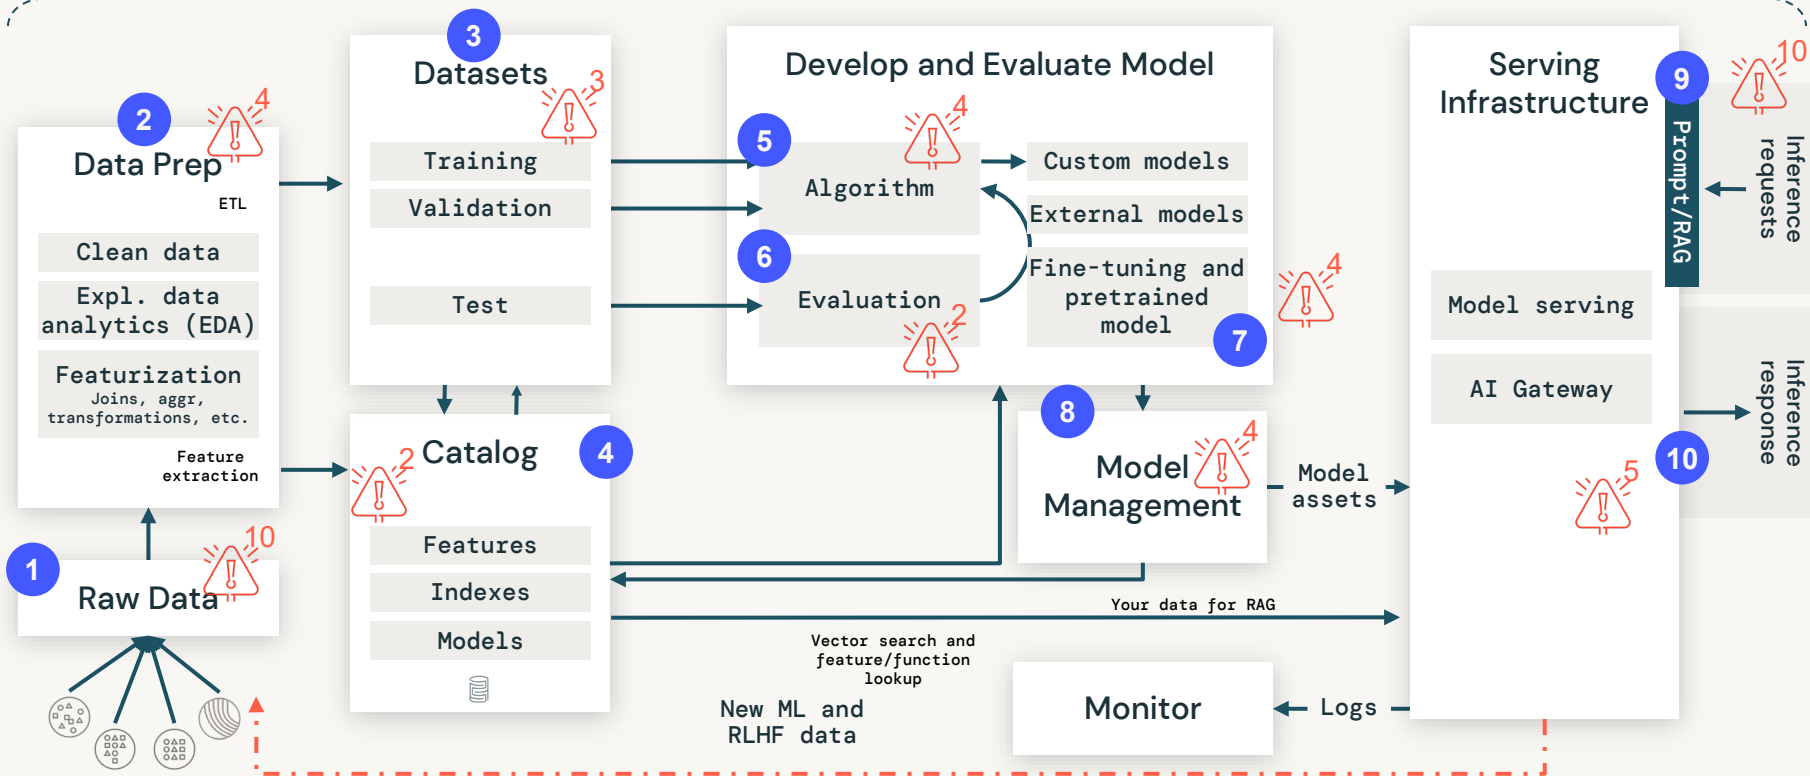 2
4
Data Prep
ETL
Clean data
Expl. data
analytics (EDA)
Featurization
Joins, aggr,
transformations, etc.
Feature
extraction
1
10
Raw Data
3
Datasets
3
Training
Validation
Test
4
2
Catalog
Features
Indexes
Models
Develop and Evaluate Model
5
4
Algorithm
6
Evaluation
2
Custom models
External models
Fine-tuning and
pretrained
model
7
4
8
4
Model
Management
Model
assets
Your data for RAG
Vector search and
feature/function
lookup
New ML and
RLHF data
Monitor
Logs
Serving
Infrastructure
9
10
Prompt/RAG
Inference
requests
Model serving
AI Gateway
Inference
response
10
5